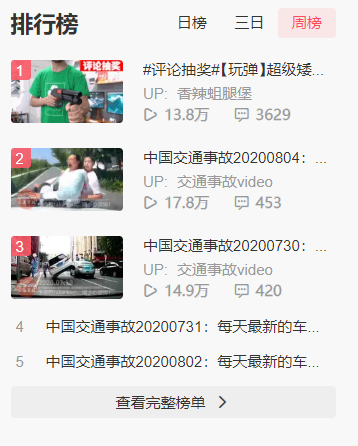 排行榜
日榜 三日 周榜
1
评论抽奖
#评论抽奖#【玩弹】超级矮...
UP: 香辣蛆腿堡
13.8万 3629
2
中国交通事故20200804：...
UP: 交通事故video
17.8万 453
3
中国交通事故20200730：...
UP: 交通事故video
14.9万 420
4 中国交通事故20200731：每天最新的车...
5 中国交通事故20200802：每天最新的车...
查看完整榜单 >